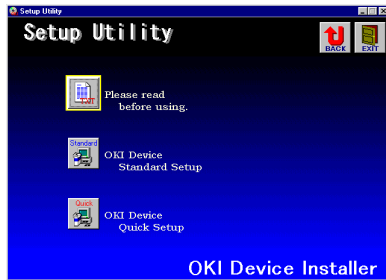 Setup Utility
Setup Utility
BACK
EXIT
TXT
Please read
before using.
Standard
OKI Device
Standard Setup
Quick
OKI Device
Quick Setup
OKI Device Installer